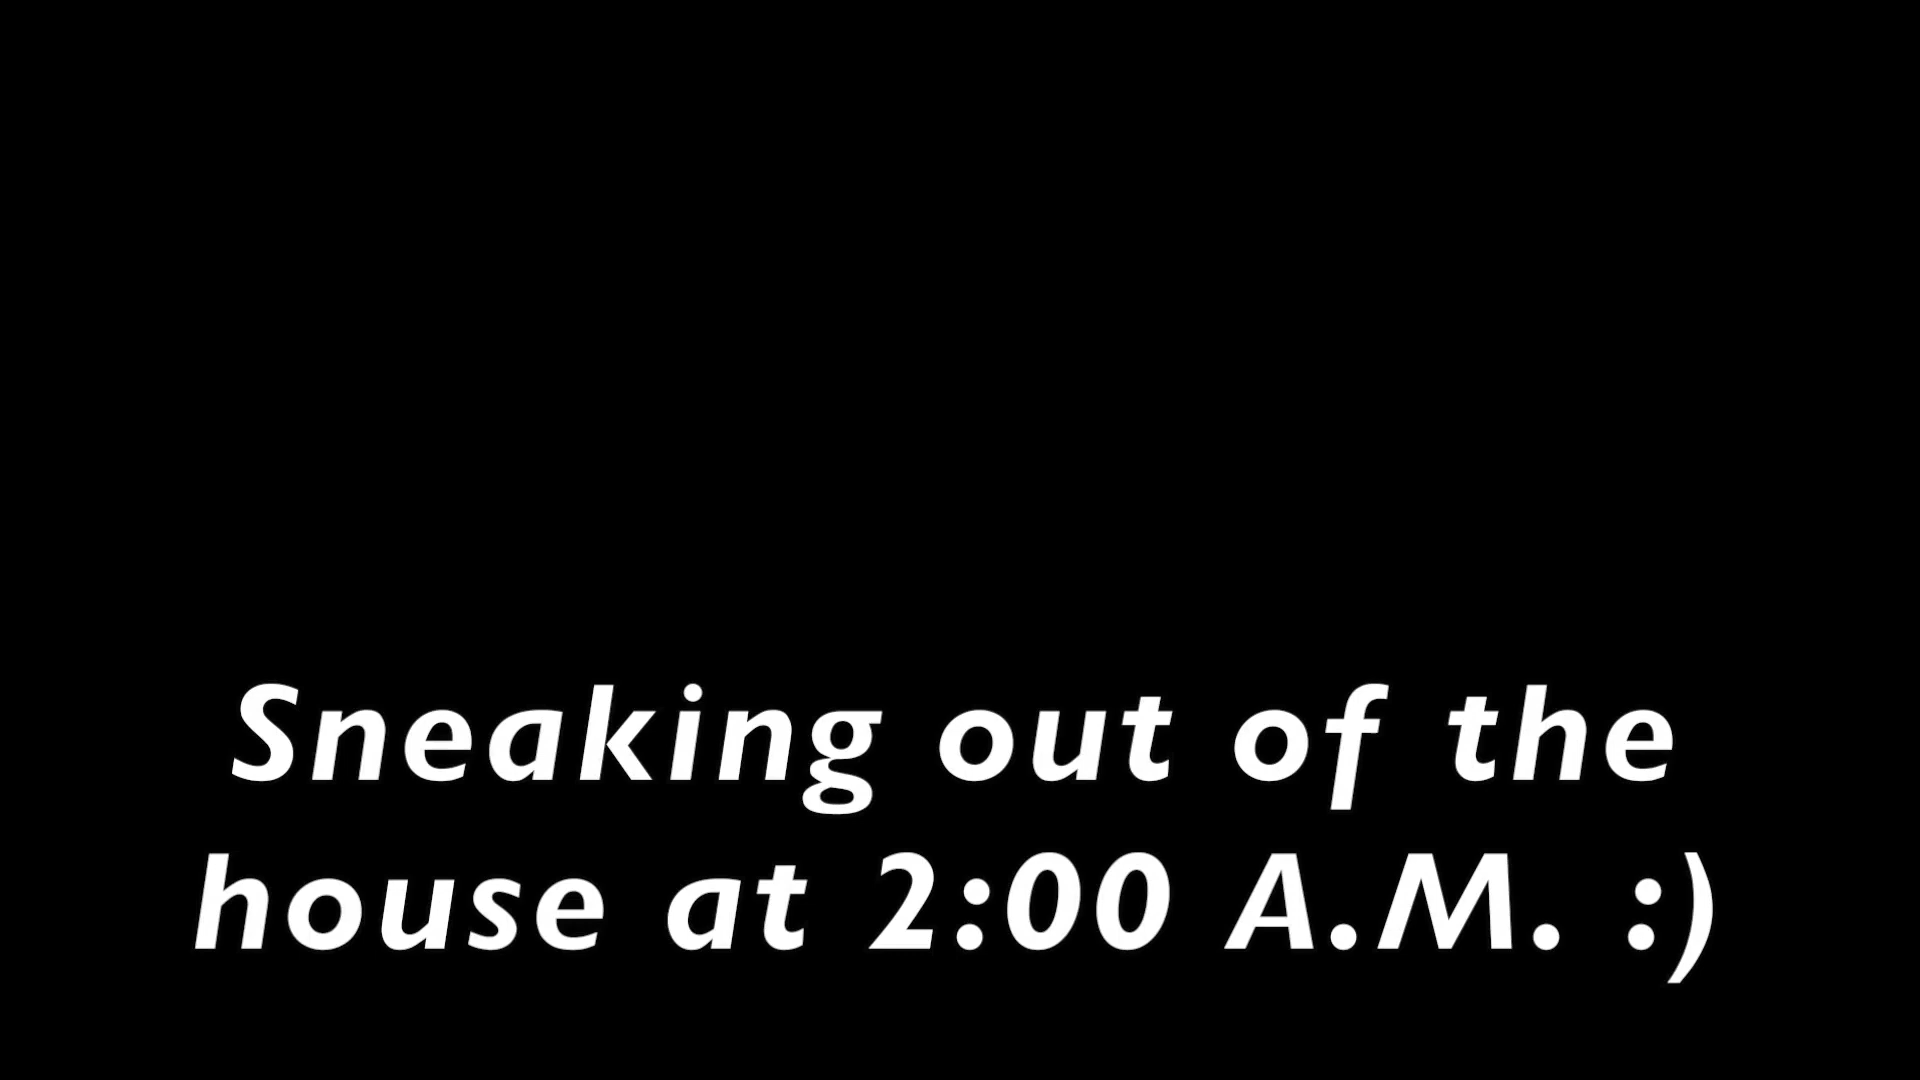 Sneaking out of the
house at 2:00 A.M. :)